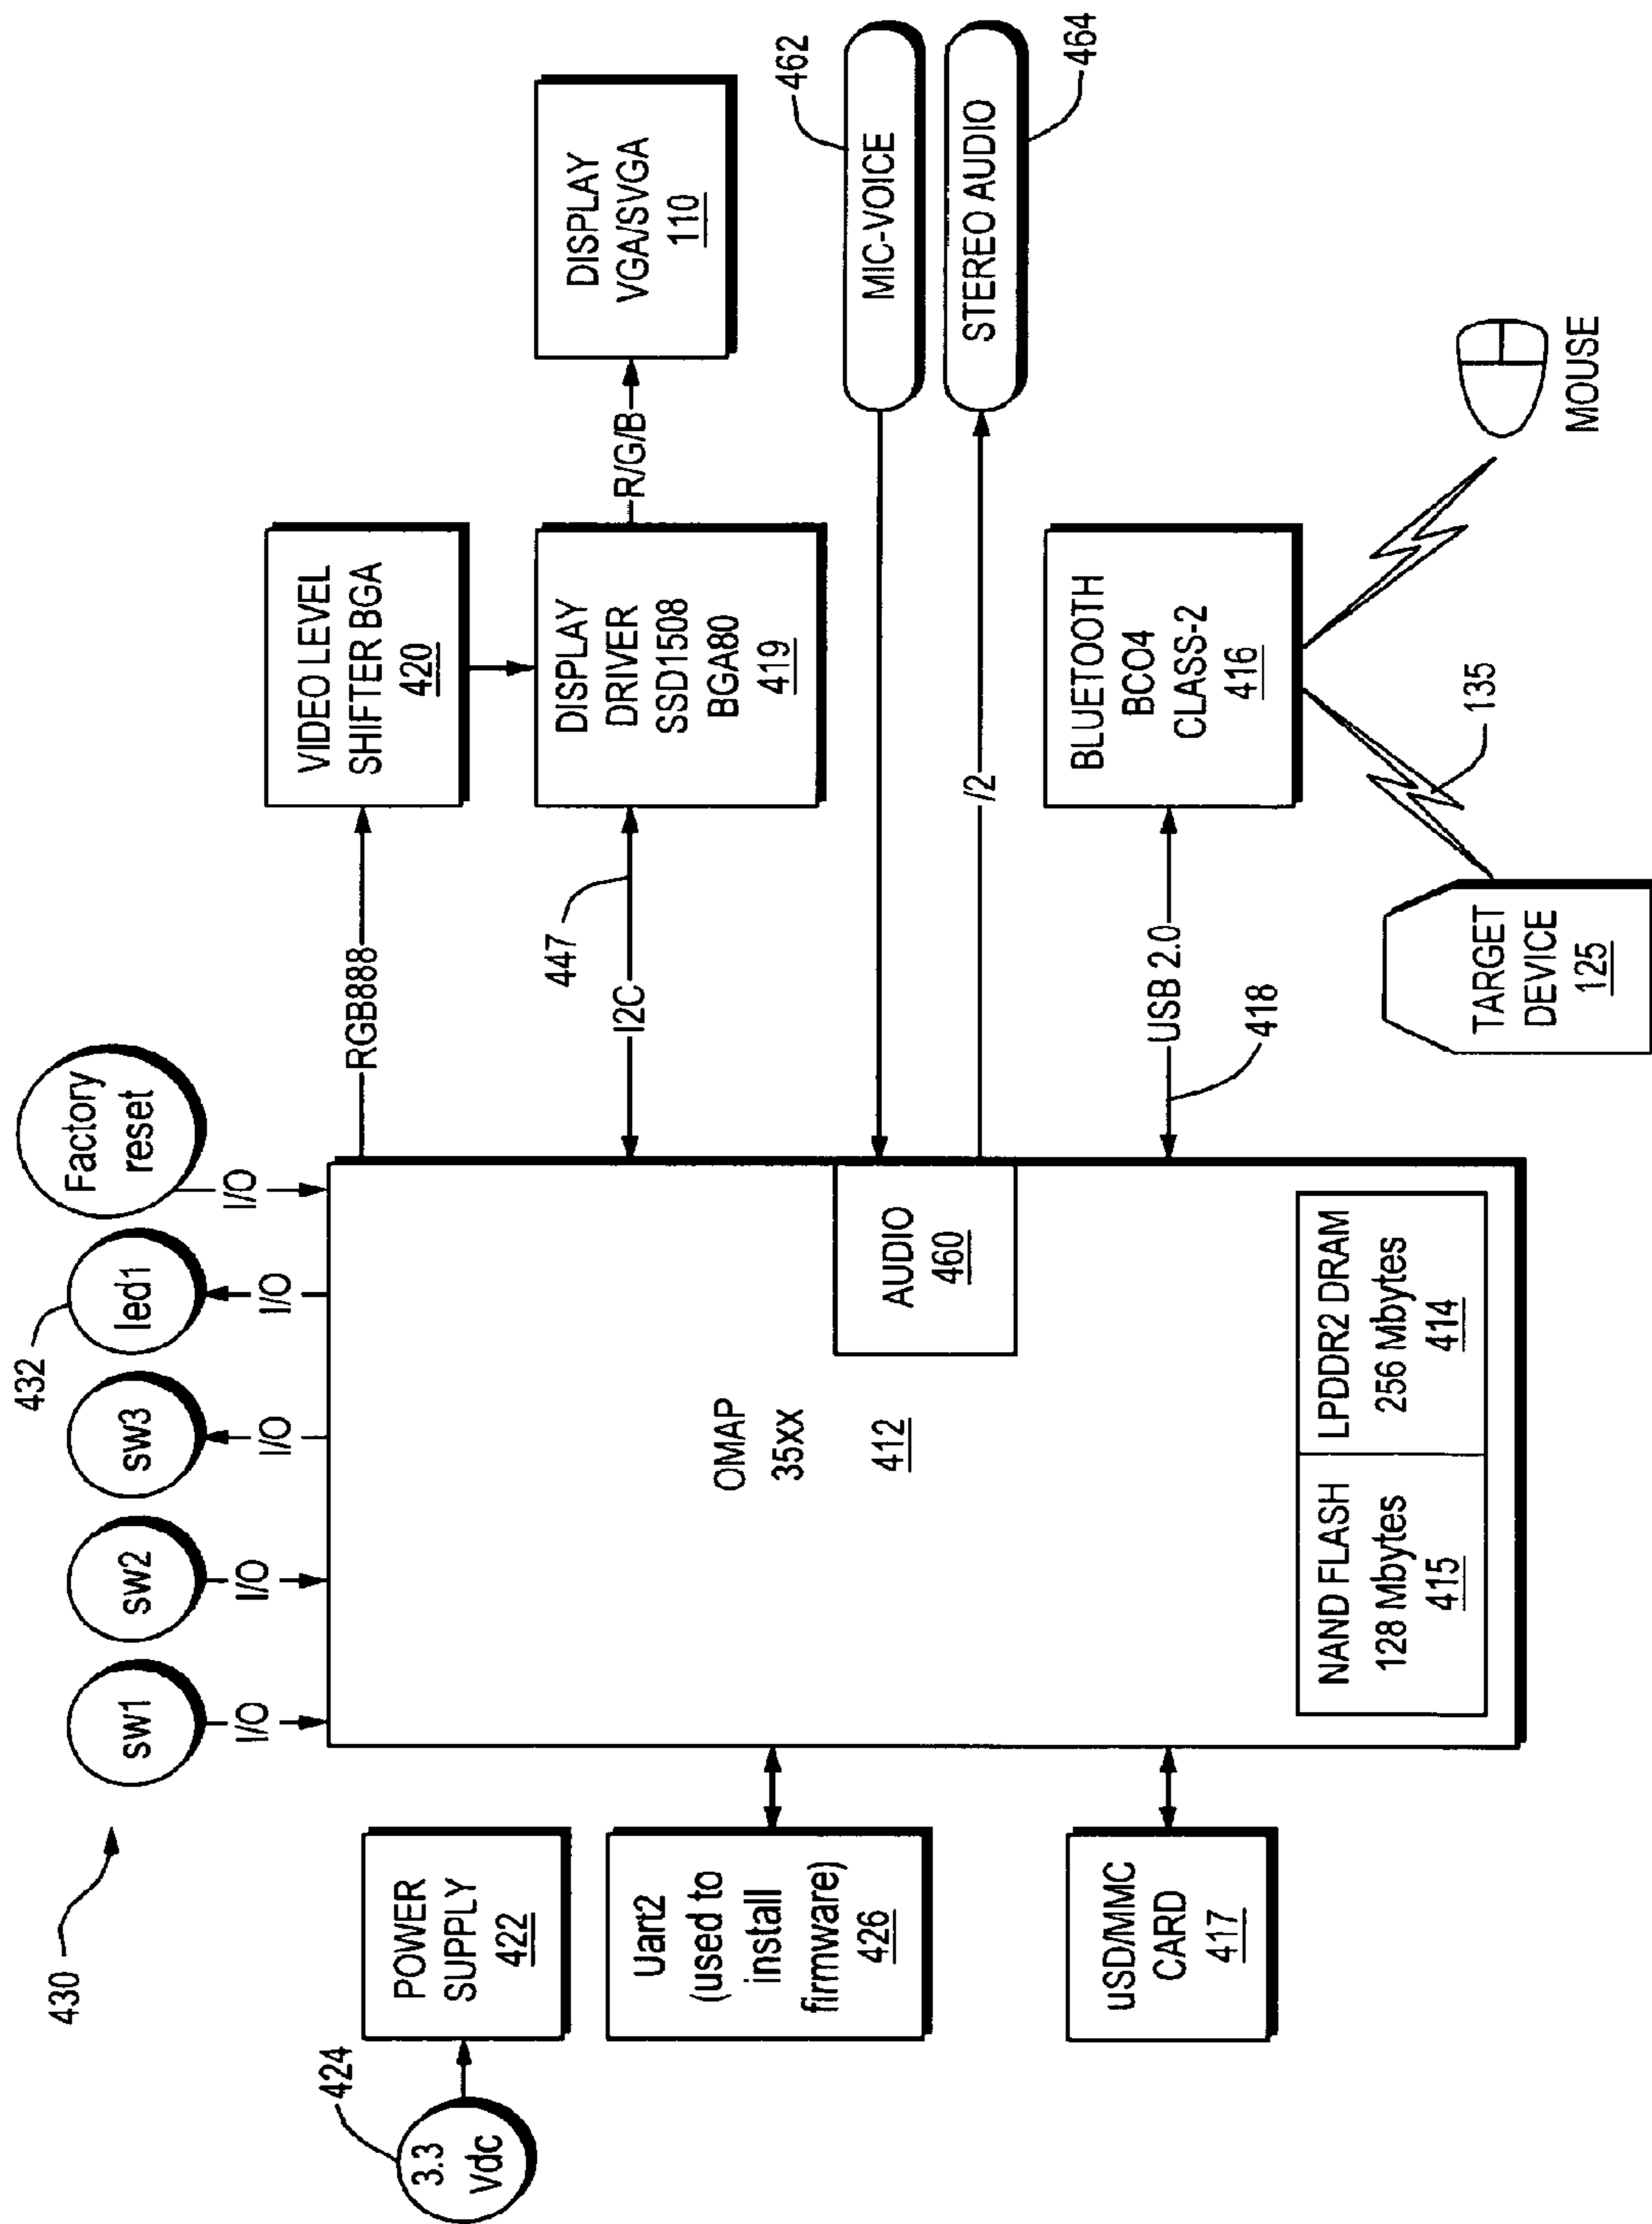 430
sw1
sw2
sw3
led1
432
Factory
reset
I/O
I/O
I/O
I/O
I/O
424
3.3
Vdc
POWER
SUPPLY
422
Uart2
(used to
install
firmware)
426
uSD/MMC
CARD
417
OMAP
35XX
412
AUDIO
460
NAND FLASH
128 Mbytes
415
LPDDR2 DRAM
256 Mbytes
414
RGB888
VIDEO LEVEL
SHIFTER BGA
420
447
I2C
DISPLAY
DRIVER
SSD1508
BGA80
419
R/G/B
DISPLAY
VGA/SVGA
110
MIC-VOICE
462
/2
STEREO AUDIO
464
USB 2.0
418
BLUETOOTH
BCO4
CLASS-2
416
135
TARGET
DEVICE
125
MOUSE